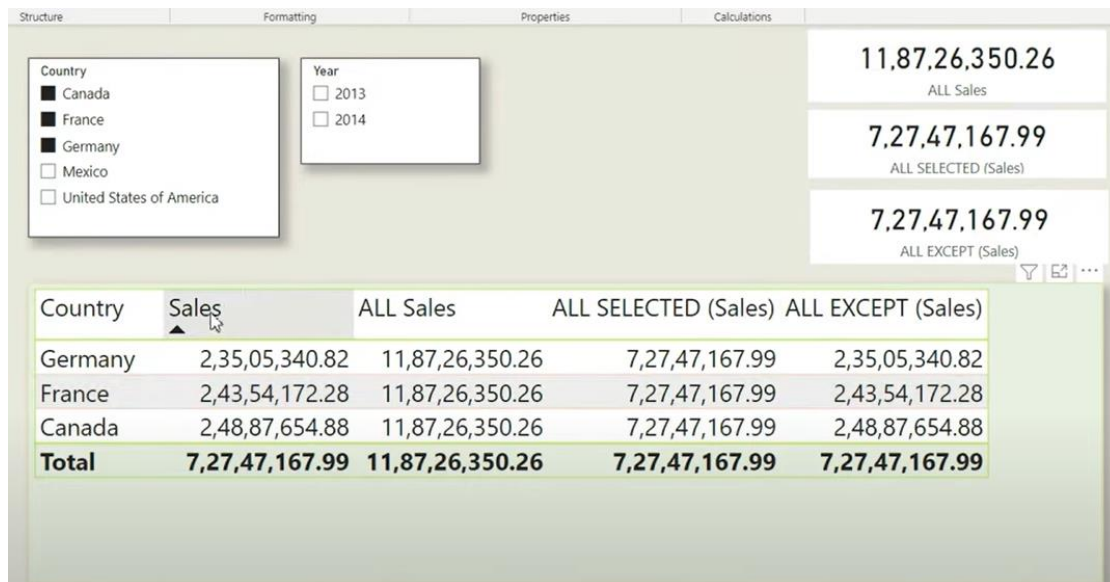 Structure Formatting Properties Calculations
Country
Canada
France
Germany
Mexico
United States of America
Year
2013
2014
11,87,26,350.26
ALL Sales
7,27,47,167.99
ALL SELECTED (Sales)
7,27,47,167.99
ALL EXCEPT (Sales)
Country Sales ALL Sales ALL SELECTED (Sales) ALL EXCEPT (Sales)
Germany 2,35,05,340.82 11,87,26,350.26 7,27,47,167.99 2,35,05,340.82
France 2,43,54,172.28 11,87,26,350.26 7,27,47,167.99 2,43,54,172.28
Canada 2,48,87,654.88 11,87,26,350.26 7,27,47,167.99 2,48,87,654.88
Total 7,27,47,167.99 11,87,26,350.26 7,27,47,167.99 7,27,47,167.99